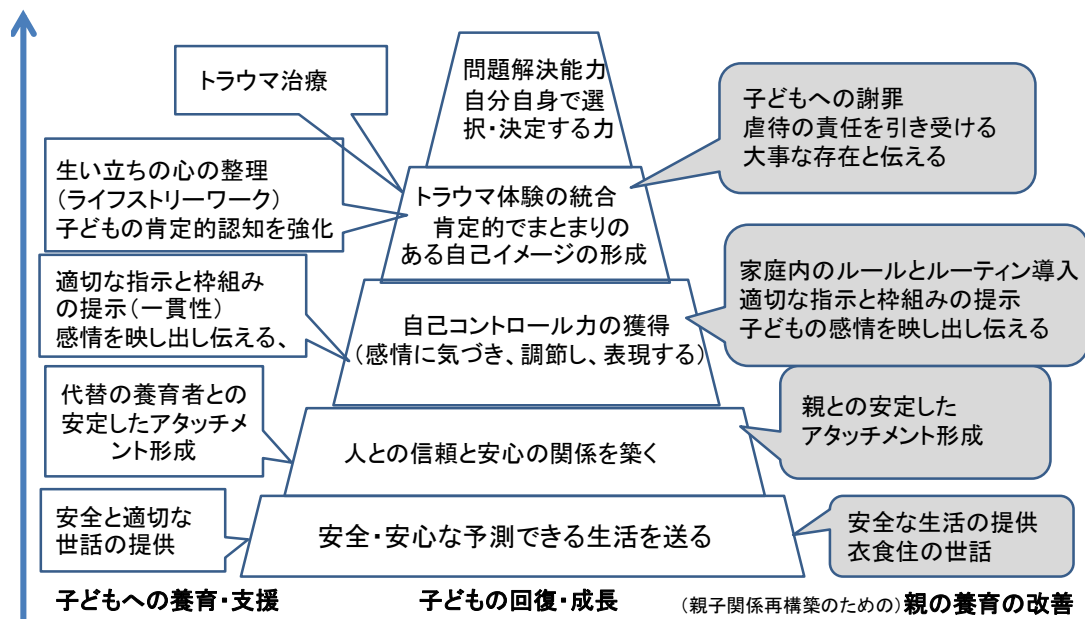 問題解決能力
自分自身で選
択・決定する力
トラウマ治療
子どもへの謝罪
虐待の責任を引き受ける
大事な存在と伝える
生い立ちの心の整理
(ライフストリーワーク)
子どもの肯定的認知を強化
トラウマ体験の統合
肯定的でまとまりの
ある自己イメージの形成
適切な指示と枠組み
の提示(一貫性)
感情を映し出し伝える、
自己コントロール力の獲得
(感情に気づき、調節し、表現する)
家庭内のルールとルーティン導入
適切な指示と枠組みの提示
子どもの感情を映し出し伝える
代替の養育者との
安定したアタッチメ
ント形成
人との信頼と安心の関係を築く
親との安定した
アタッチメント形成
安全と適切な
世話の提供
安全・安心な予測できる生活を送る
安全な生活の提供
衣食住の世話
子どもへの養育・支援
子どもの回復・成長
(親子関係再構築のための)親の養育の改善